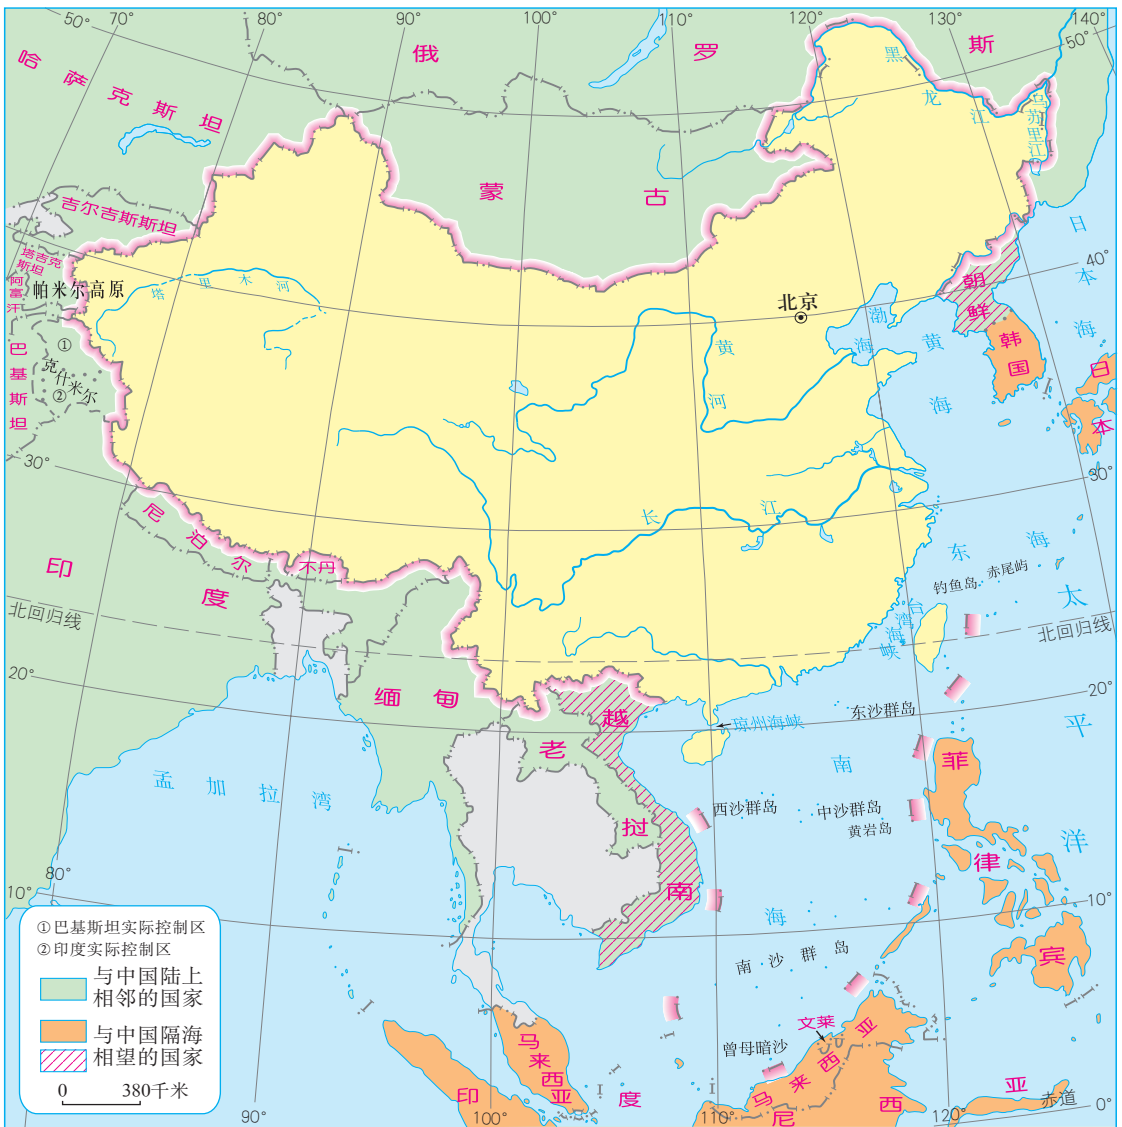 50°
70°
80°
90°
100°
110°
120°
130°
140°
50°
哈萨克斯坦
俄罗斯
黑龙江
乌苏里江
蒙古
吉尔吉斯斯坦
塔吉克
斯坦
阿富汗
帕米尔高原
塔里木河
日本海
40°
朝鲜
北京
渤海
黄海
韩国
日本
巴基斯坦
①
克什米尔
②
黄河
30°
70°
30°
长江
尼泊尔
不丹
印度
东海
钓鱼岛
赤尾屿
太平洋
台湾海峡
北回归线
北回归线
20°
20°
缅甸
越南
老挝
琼州海峡
东沙群岛
南海
菲律宾
孟加拉湾
西沙群岛
中沙群岛
黄岩岛
80°
10°
10°
南沙群岛
文莱
曾母暗沙
马来西亚
马来西亚
印度尼西亚
赤道
0°
90°
100°
110°
120°
①巴基斯坦实际控制区
②印度实际控制区
与中国陆上
相邻的国家
与中国隔海
相望的国家
0 380千米